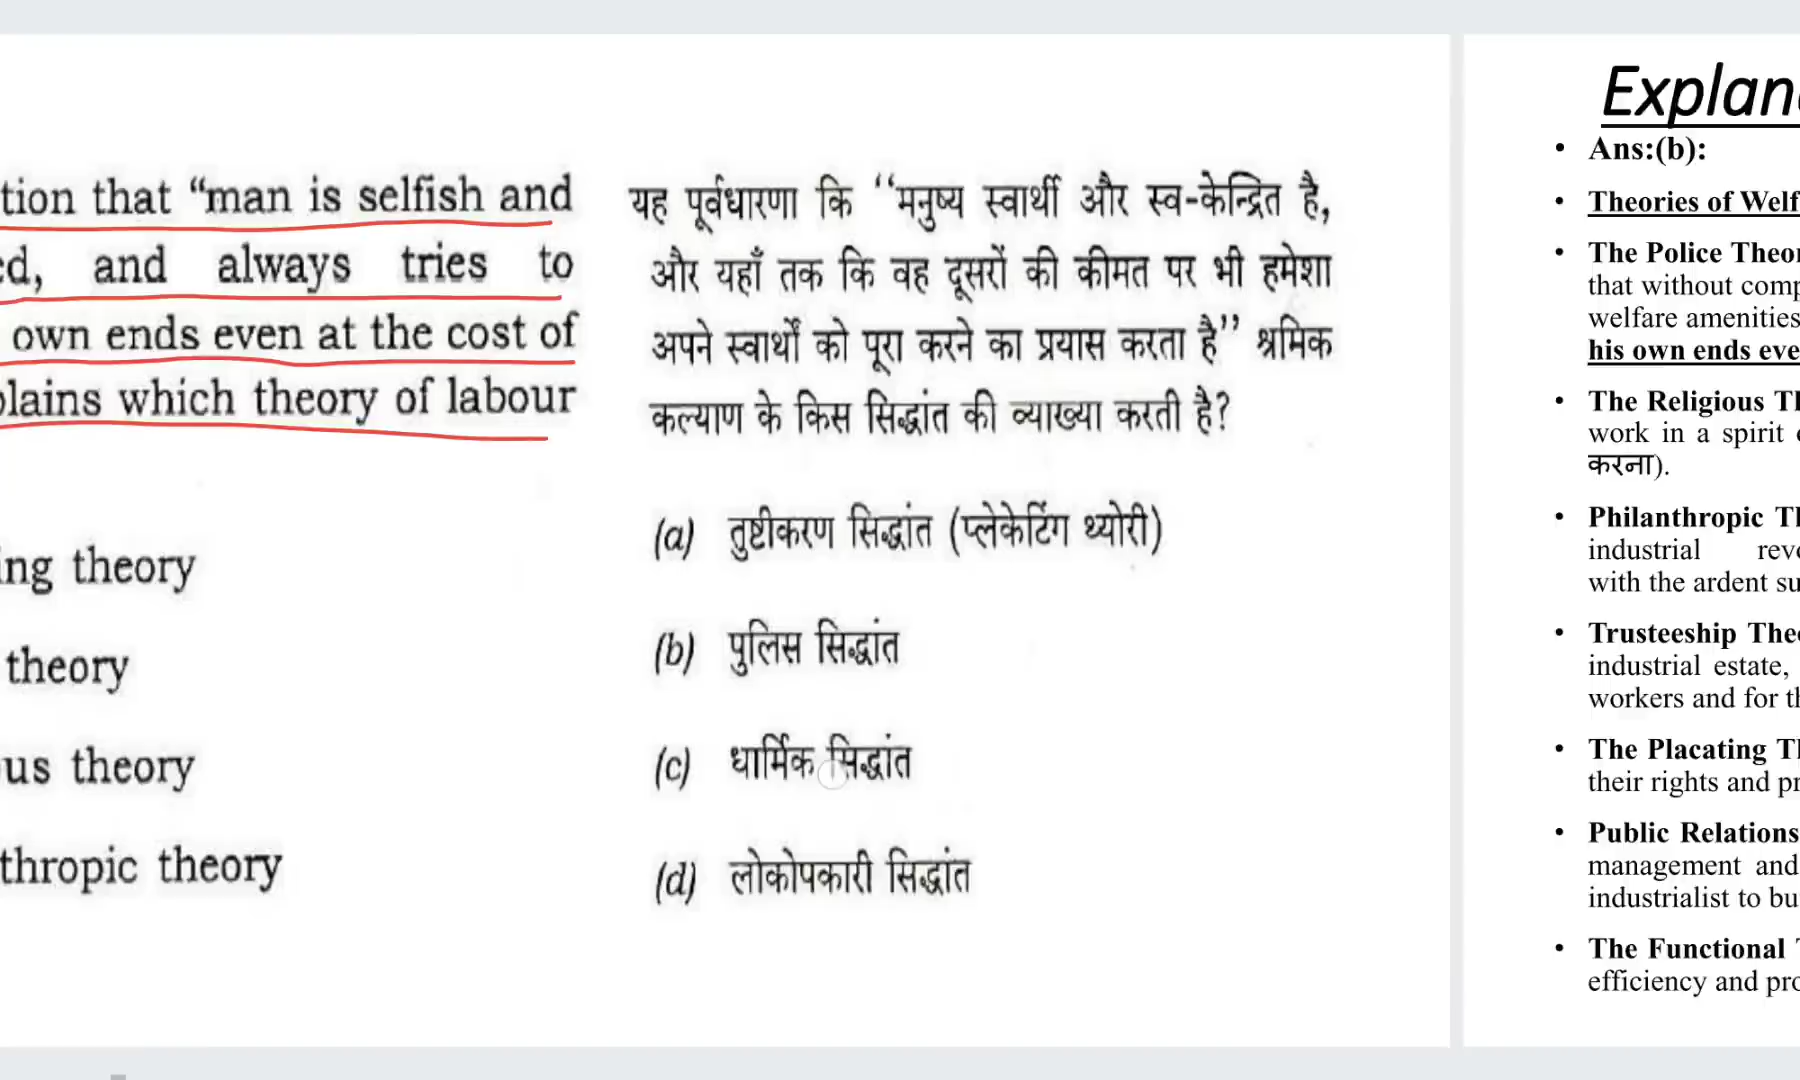 tion that “man is selfish and
ed, and always tries to
own ends even at the cost of
plains which theory of labour
ing theory
theory
ous theory
thropic theory
यह पूर्वधारणा कि “मनुष्य स्वार्थी और स्व-केन्द्रित है,
और यहाँ तक कि वह दूसरों की कीमत पर भी हमेशा
अपने स्वार्थों को पूरा करने का प्रयास करता है” श्रमिक
कल्याण के किस सिद्धांत की व्याख्या करती है?
(a) तुष्टीकरण सिद्धांत (प्लेकेटिंग थ्योरी)
(b) पुलिस सिद्धांत
(c) धार्मिक सिद्धांत
(d) लोकोपकारी सिद्धांत
Explan
• Ans:(b):
• Theories of Welf
• The Police Theor
that without comp
welfare amenities
his own ends eve
• The Religious Th
work in a spirit
करना).
• Philanthropic Th
industrial revo
with the ardent su
• Trusteeship Theo
industrial estate,
workers and for th
• The Placating Th
their rights and pr
• Public Relations
management and
industrialist to bu
• The Functional
efficiency and pro